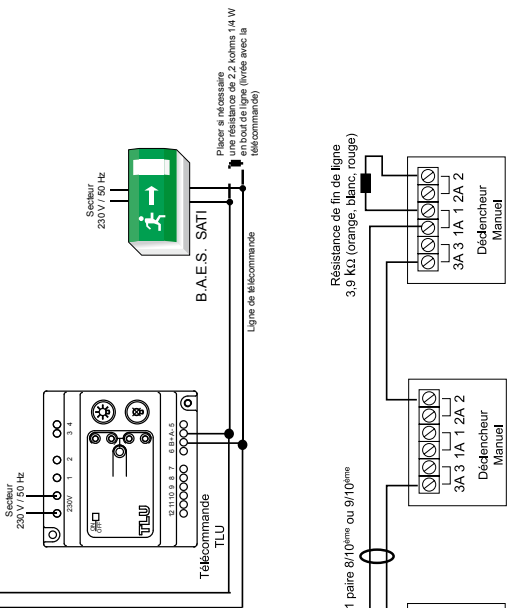 Secteur
230 V / 50 Hz
Placer si nécessaire
une résistance de 2,2 kohms 1/4 W
en bout de ligne (livrée avec la
télécommande)
B.A.E.S. SATI
Ligne de télécommande
Secteur
230 V / 50 Hz
230V 1 2 3 4
ON
OFF
TLU
12 11 10 9 8 7 6 B+ A- 5
Télécommande
TLU
Résistance de fin de ligne
3,9 kΩ (orange, blanc, rouge)
3A 3 1A 1 2A 2
Déclencheur
Manuel
3A 3 1A 1 2A 2
Déclencheur
Manuel
1 paire 8/10ème ou 9/10ème